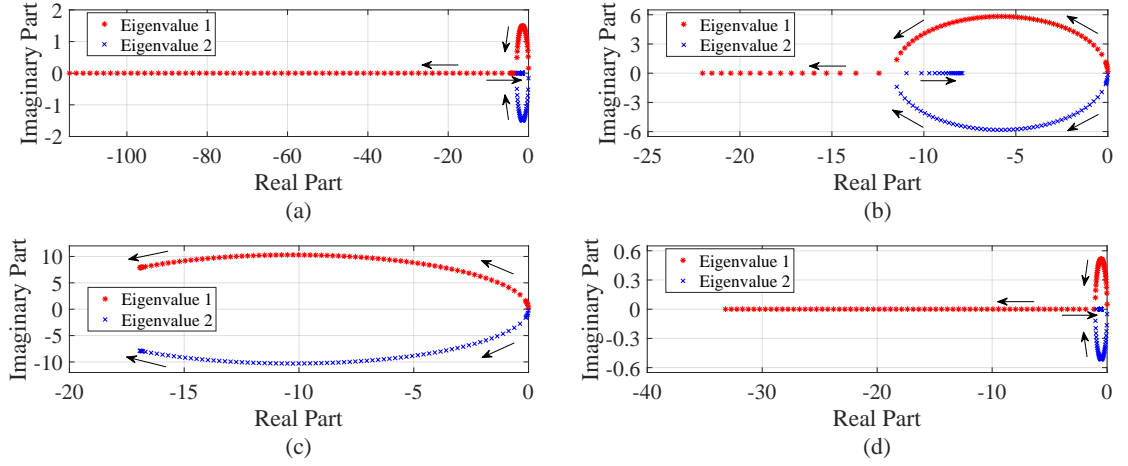 Imaginary Part
2
1
0
-1
-2
Eigenvalue 1
Eigenvalue 2
-100
-80
-60
-40
-20
0
Real Part
(a)
Imaginary Part
6
3
0
-3
-6
Eigenvalue 1
Eigenvalue 2
-25
-20
-15
-10
-5
0
Real Part
(b)
Imaginary Part
10
5
0
-5
-10
Eigenvalue 1
Eigenvalue 2
-20
-15
-10
-5
0
Real Part
(c)
Imaginary Part
0.6
0.3
0
-0.3
-0.6
Eigenvalue 1
Eigenvalue 2
-40
-30
-20
-10
0
Real Part
(d)